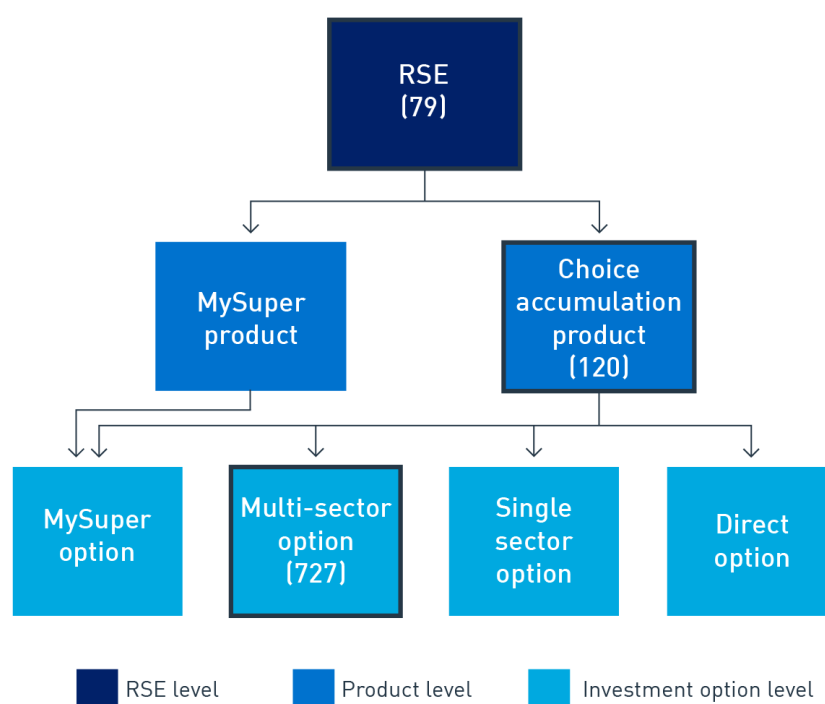 RSE
(79)
MySuper
product
Choice
accumulation
product
(120)
MySuper
option
Multi-sector
option
(727)
Single
sector
option
Direct
option
RSE level
Product level
Investment option level